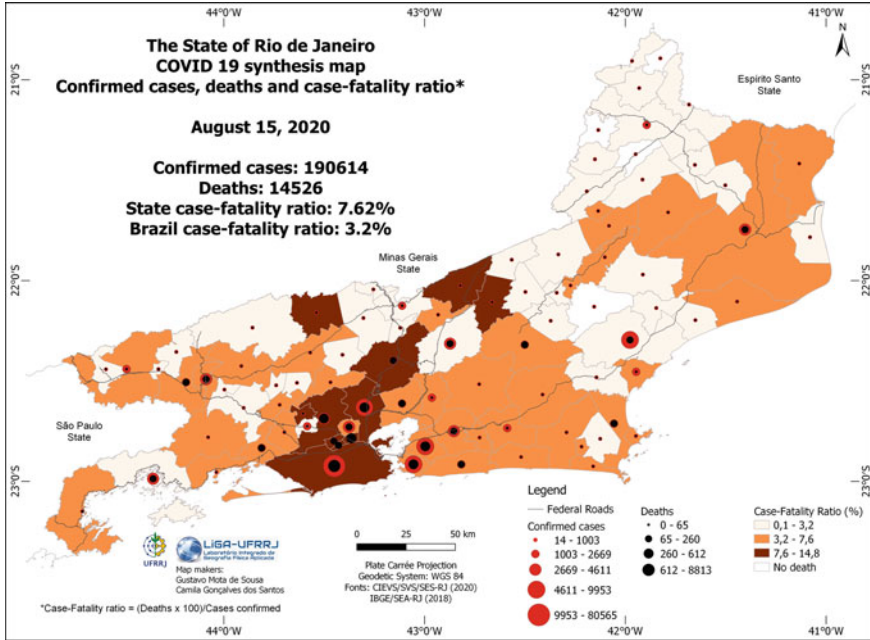 44°0'W
43°0'W
42°0'W
41°0'W
The State of Rio de Janeiro
COVID 19 synthesis map
Confirmed cases, deaths and case-fatality ratio*
August 15, 2020
Confirmed cases: 190614
Deaths: 14526
State case-fatality ratio: 7.62%
Brazil case-fatality ratio: 3.2%
N
21°0'S
21°0'S
Espirito Santo
State
Minas Gerais
State
22°0'S
22°0'S
São Paulo
State
23°0'S
23°0'S
UFRRJ
LiGA-UFRRJ
Laboratório Integrado de
Geografia Física Aplicada
Map makers:
Gustavo Mota de Sousa
Camila Gonçalves dos Santos
*Case-Fatality ratio = (Deaths x 100)/Cases confirmed
0 25 50 km
Plate Carrée Projection
Geodetic System: WGS 84
Fonts: CIEVS/SVS/SES-RJ (2020)
IBGE/SEA-RJ (2018)
Legend
Federal Roads
Confirmed cases
14 - 1003
1003 - 2669
2669 - 4611
4611 - 9953
9953 - 80565
Deaths
0 - 65
65 - 260
260 - 612
612 - 8813
Case-Fatality Ratio (%)
0,1 - 3,2
3,2 - 7,6
7,6 - 14,8
No death
44°0'W
43°0'W
42°0'W
41°0'W